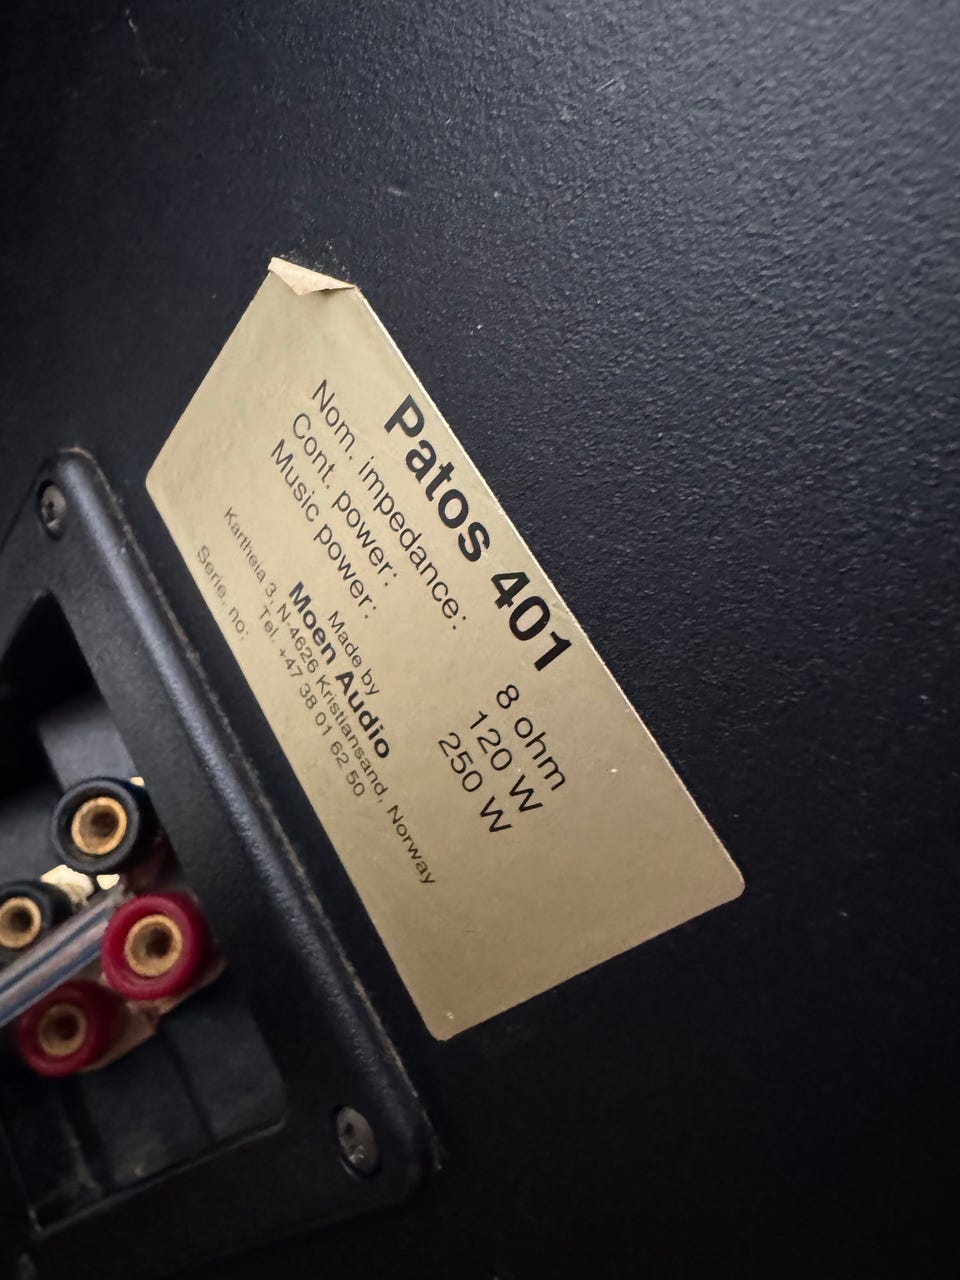 Patos 401
Nom. impedance: 8 ohm
Cont. power: 120 W
Music power: 250 W
Made by
Moen Audio
Kartheia 3, N-4626 Kristiansand, Norway
Tel. +47 38 01 62 50
Serie. no: